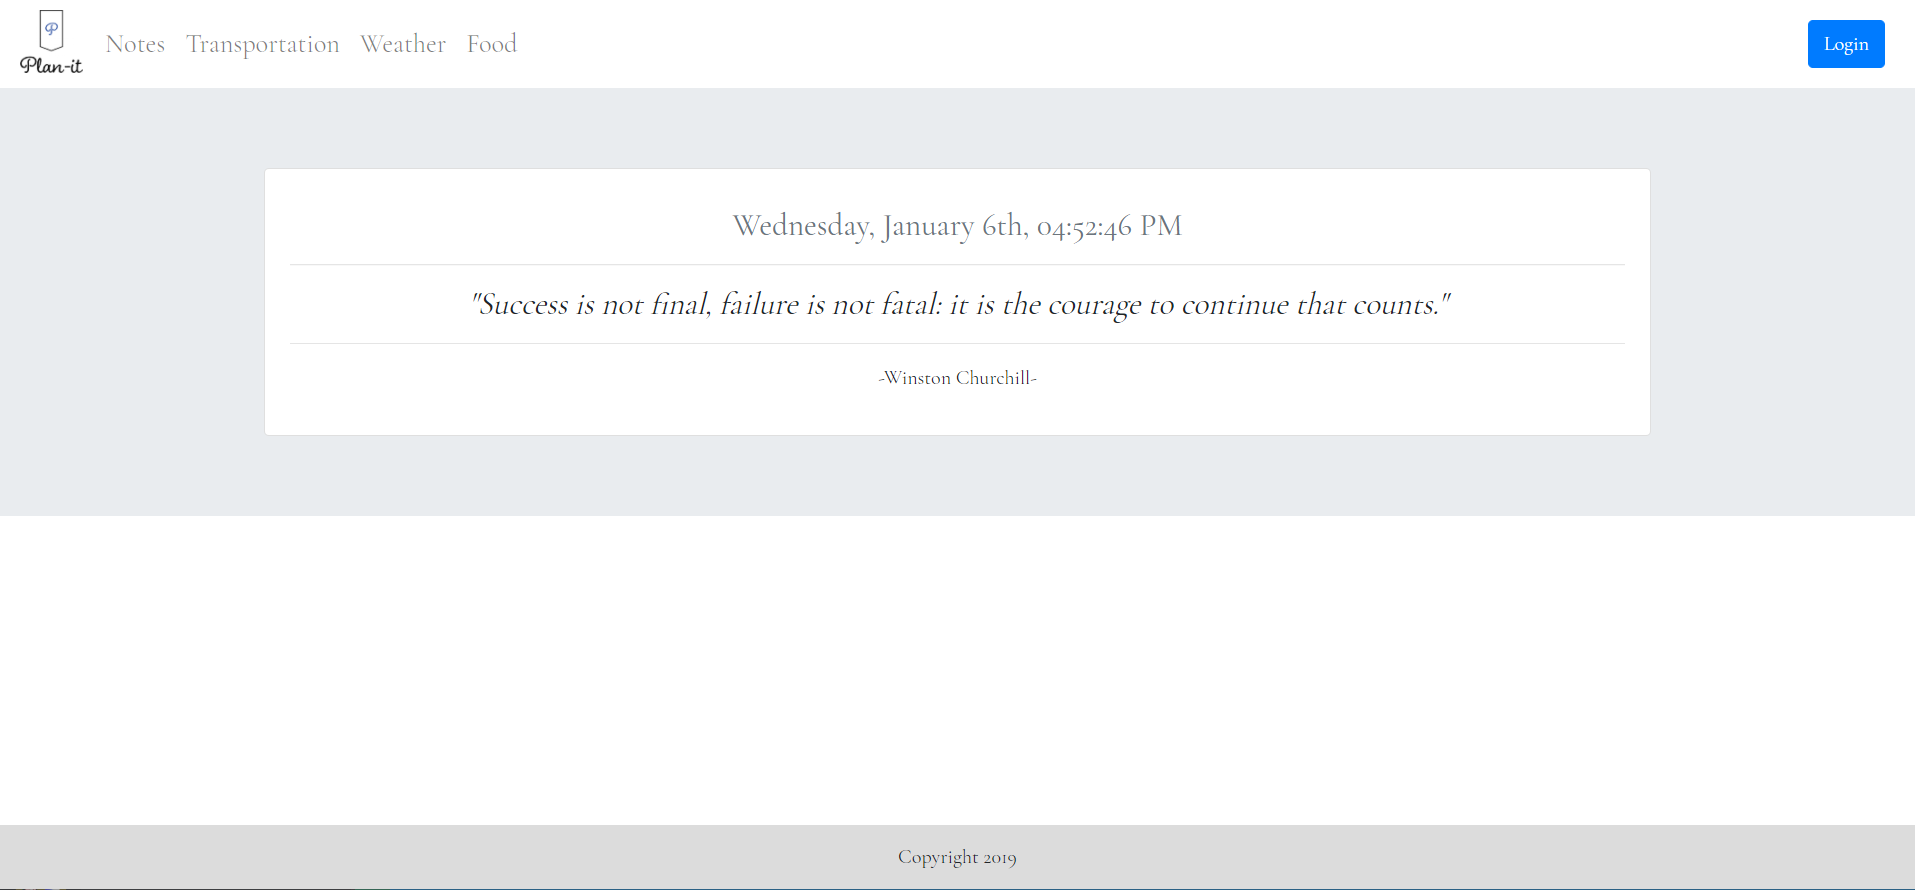 P
Plan-it
Notes Transportation Weather Food
Login
Wednesday, January 6th, 04:52:46 PM
"Success is not final, failure is not fatal: it is the courage to continue that counts."
-Winston Churchill-
Copyright 2019